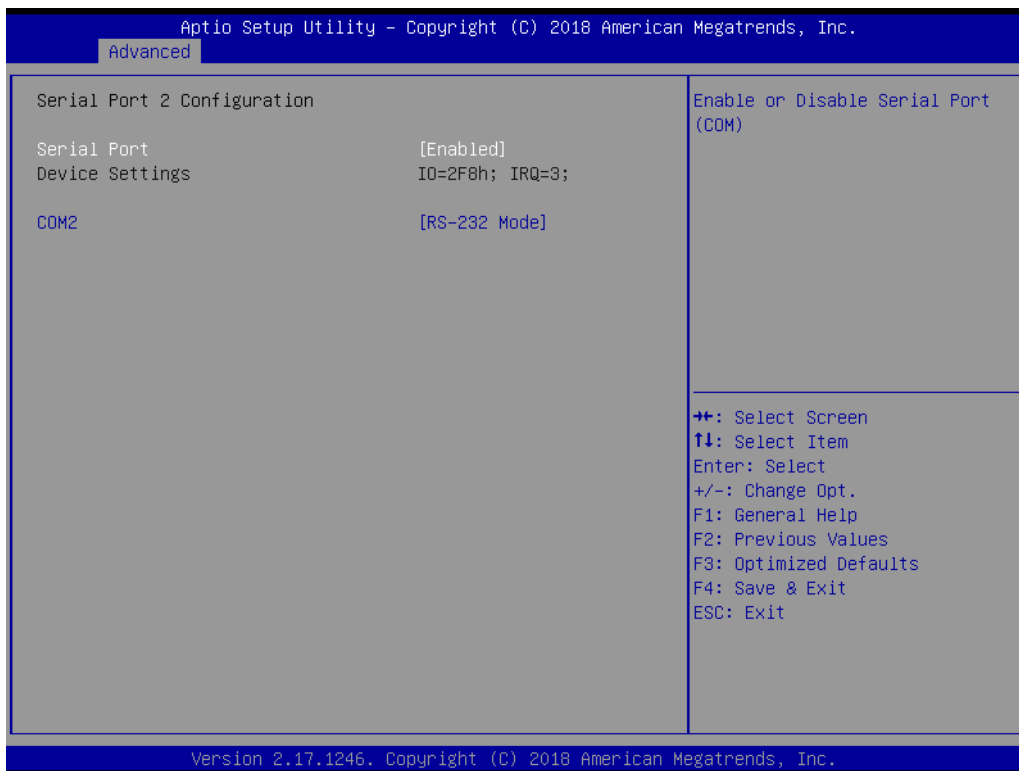 Aptio Setup Utility – Copyright (C) 2018 American Megatrends, Inc.
Advanced
Serial Port 2 Configuration
Serial Port [Enabled]
Device Settings IO=2F8h; IRQ=3;
COM2 [RS-232 Mode]
Enable or Disable Serial Port
(COM)
→←: Select Screen
↑↓: Select Item
Enter: Select
+/-: Change Opt.
F1: General Help
F2: Previous Values
F3: Optimized Defaults
F4: Save & Exit
ESC: Exit
Version 2.17.1246. Copyright (C) 2018 American Megatrends, Inc.